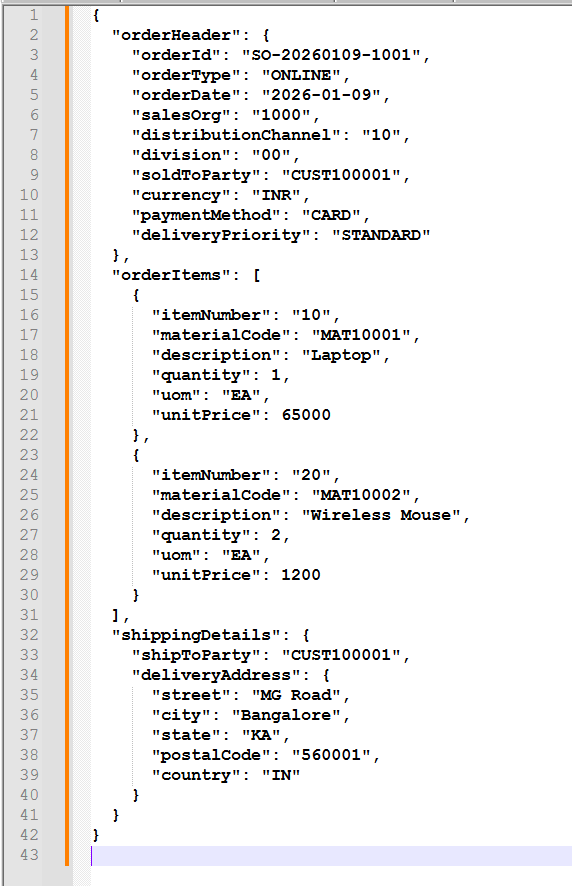 1 {
2 "orderHeader": {
3 "orderId": "SO-20260109-1001",
4 "orderType": "ONLINE",
5 "orderDate": "2026-01-09",
6 "salesOrg": "1000",
7 "distributionChannel": "10",
8 "division": "00",
9 "soldToParty": "CUST100001",
10 "currency": "INR",
11 "paymentMethod": "CARD",
12 "deliveryPriority": "STANDARD"
13 },
14 "orderItems": [
15 {
16 "itemNumber": "10",
17 "materialCode": "MAT10001",
18 "description": "Laptop",
19 "quantity": 1,
20 "uom": "EA",
21 "unitPrice": 65000
22 },
23 {
24 "itemNumber": "20",
25 "materialCode": "MAT10002",
26 "description": "Wireless Mouse",
27 "quantity": 2,
28 "uom": "EA",
29 "unitPrice": 1200
30 }
31 ],
32 "shippingDetails": {
33 "shipToParty": "CUST100001",
34 "deliveryAddress": {
35 "street": "MG Road",
36 "city": "Bangalore",
37 "state": "KA",
38 "postalCode": "560001",
39 "country": "IN"
40 }
41 }
42 }
43